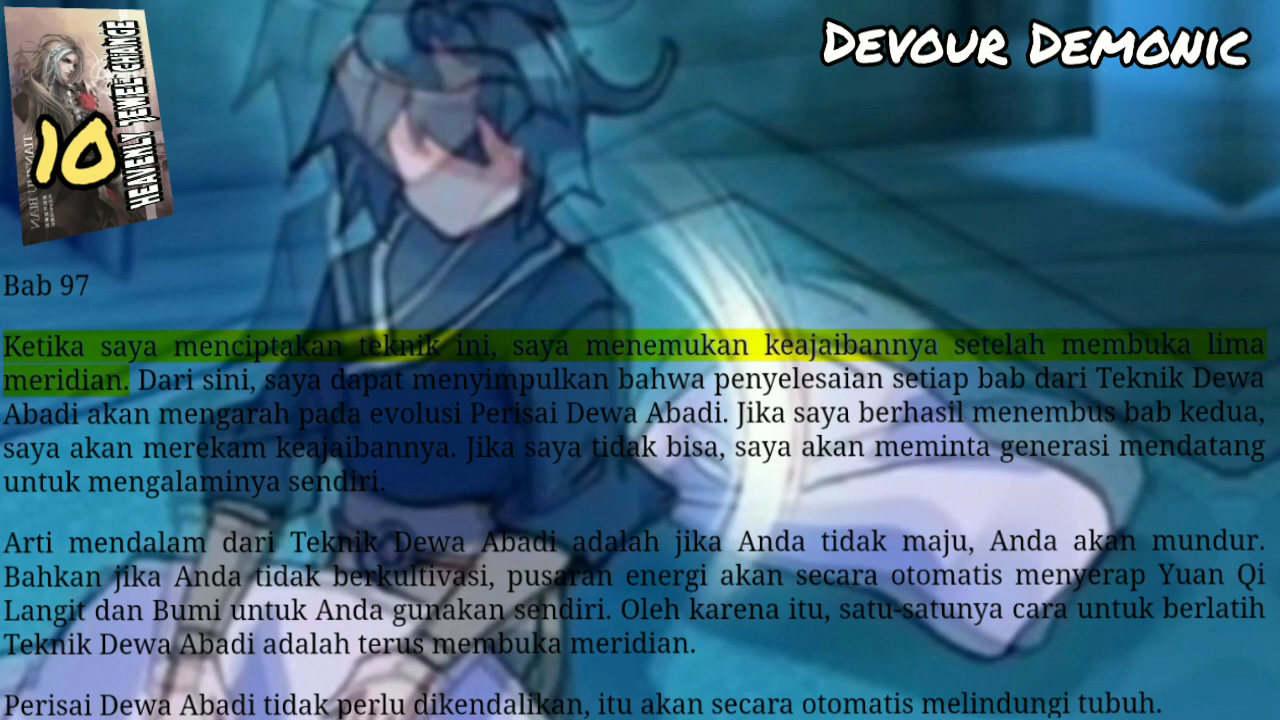 DEVOUR DEMONIC
10
HEAVENLY JEWEL CHANGE
Bab 97
Ketika saya menciptakan teknik ini, saya menemukan keajaibannya setelah membuka lima
meridian. Dari sini, saya dapat menyimpulkan bahwa penyelesaian setiap bab dari Teknik Dewa
Abadi akan mengarah pada evolusi Perisai Dewa Abadi. Jika saya berhasil menembus bab kedua,
saya akan merekam keajaibannya. Jika saya tidak bisa, saya akan meminta generasi mendatang
untuk mengalaminya sendiri.
Arti mendalam dari Teknik Dewa Abadi adalah jika Anda tidak maju, Anda akan mundur.
Bahkan jika Anda tidak berkultivasi, pusaran energi akan secara otomatis menyerap Yuan Qi
Langit dan Bumi untuk Anda gunakan sendiri. Oleh karena itu, satu-satunya cara untuk berlatih
Teknik Dewa Abadi adalah terus membuka meridian.
Perisai Dewa Abadi tidak perlu dikendalikan, itu akan secara otomatis melindungi tubuh.